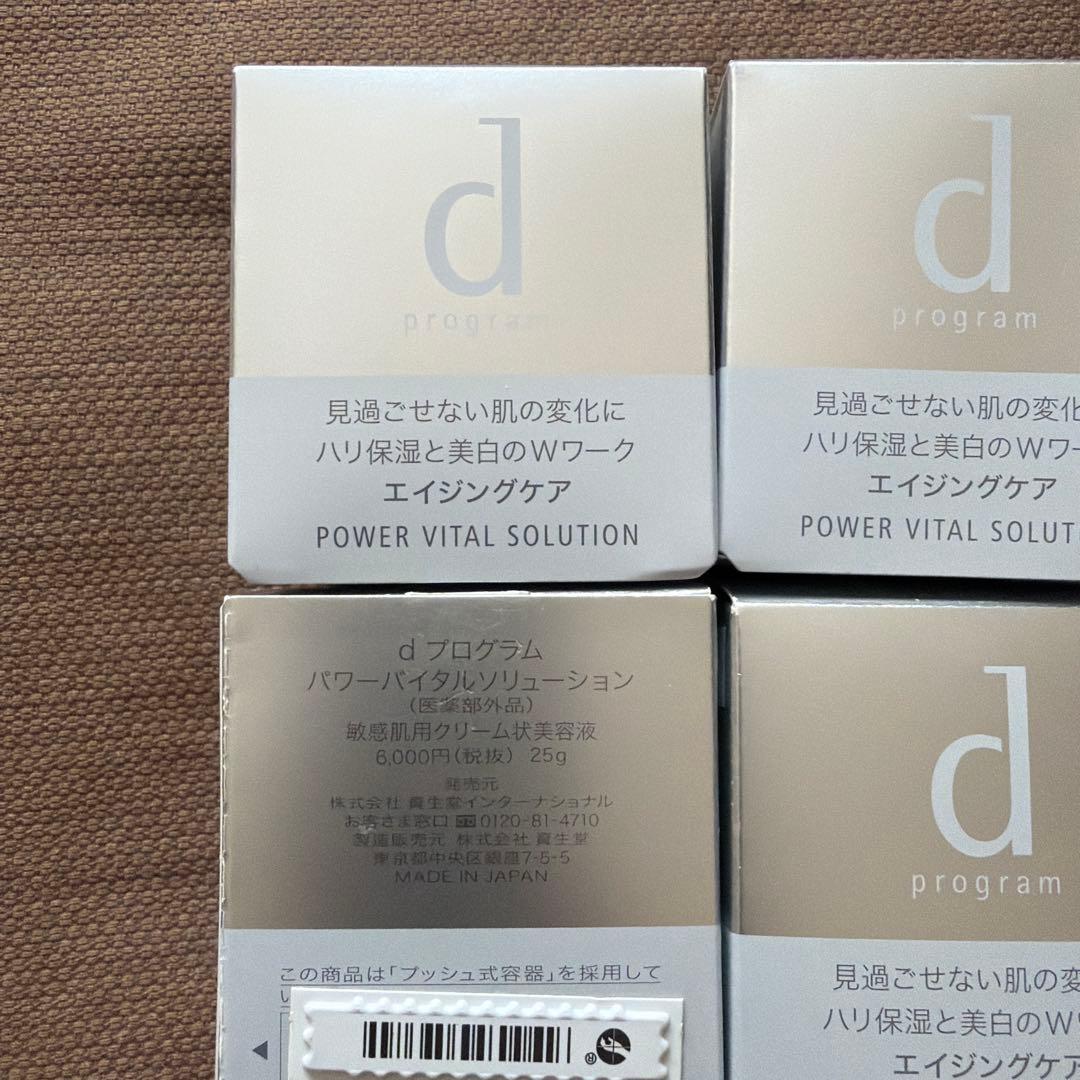 d
program
見過ごせない肌の変化に
ハリ保湿と美白のWワーク
エイジングケア
POWER VITAL SOLUTION
d
program
見過ごせない肌の変化
ハリ保湿と美白のWワー
エイジングケア
POWER VITAL SOLUTI
d プログラム
パワーバイタルソリューション
(医薬部外品)
敏感肌用クリーム状美容液
6,000円(税抜) 25g
発売元
株式会社 資生堂インターナショナル
お客さま窓口 0120-81-4710
製造販売元 株式会社 資生堂
東京都中央区銀座7-5-5
MADE IN JAPAN
この商品は「プッシュ式容器」を採用して
®
d
program
見過ごせない肌の変
ハリ保湿と美白のW
エイジングケア